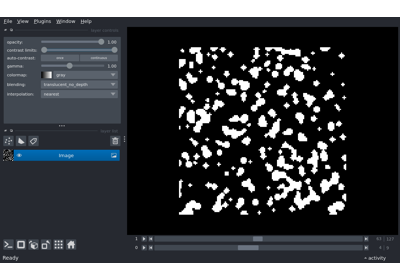 File View Plugins Window Help
opacity: 1.00
contrast limits:
auto-contrast: once continuous
gamma: 1.00
colormap: gray
blending: translucent_no_depth
interpolation: nearest
Image
1
0
Ready activity